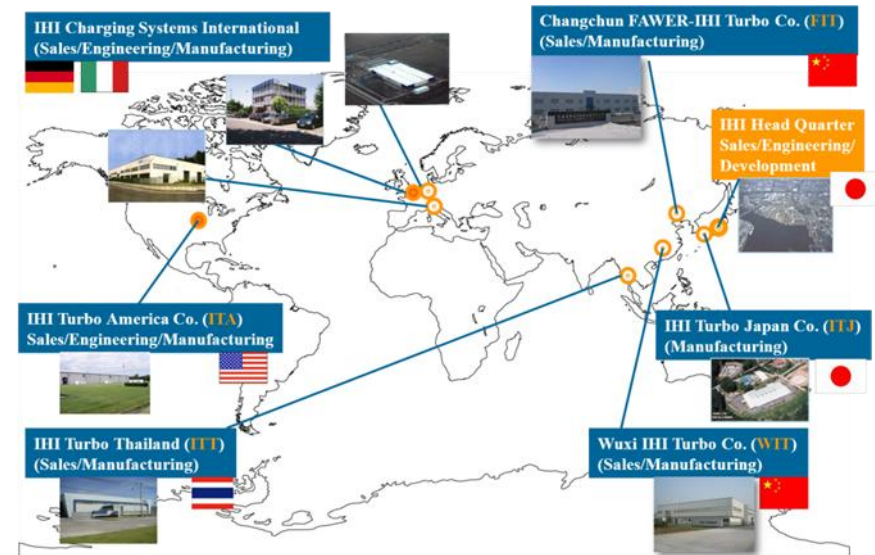 IHI Charging Systems International
(Sales/Engineering/Manufacturing)
Changchun FAWER-IHI Turbo Co. (FIT)
(Sales/Manufacturing)
IHI Head Quarter
Sales/Engineering/
Development
IHI Turbo America Co. (ITA)
Sales/Engineering/Manufacturing
IHI Turbo Japan Co. (ITJ)
(Manufacturing)
IHI Turbo Thailand (ITT)
(Sales/Manufacturing)
Wuxi IHI Turbo Co. (WIT)
(Sales/Manufacturing)